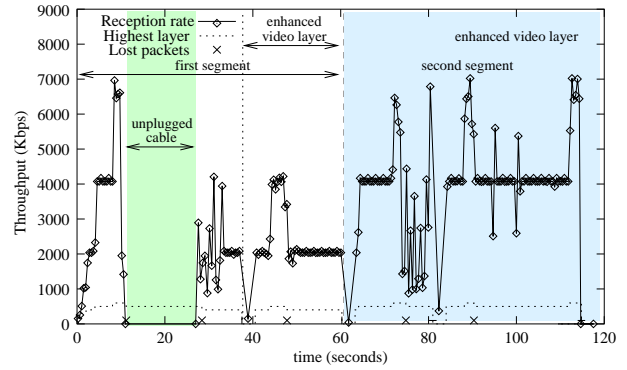 9000
8000
7000
6000
5000
4000
3000
2000
1000
0
Throughput (Kbps)
Reception rate
Highest layer
Lost packets
enhanced
video layer
enhanced video layer
first segment
second segment
unplugged
cable
0 20 40 60 80 100 120
time (seconds)